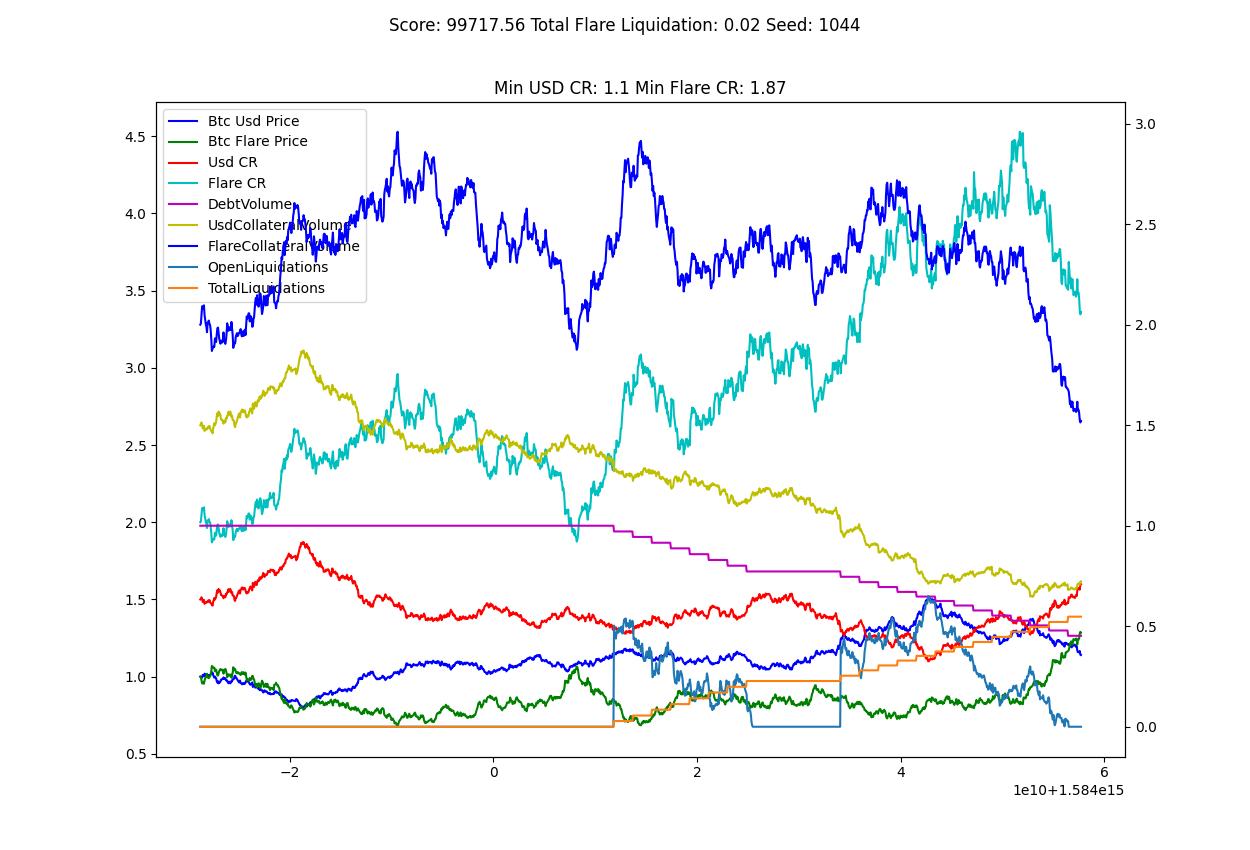 Score: 99717.56 Total Flare Liquidation: 0.02 Seed: 1044
Min USD CR: 1.1 Min Flare CR: 1.87
Btc Usd Price
Btc Flare Price
Usd CR
Flare CR
DebtVolume
UsdCollateralVolume
FlareCollateralVolume
OpenLiquidations
TotalLiquidations
4.5
4.0
3.5
3.0
2.5
2.0
1.5
1.0
0.5
3.0
2.5
2.0
1.5
1.0
0.5
0.0
−2
0
2
4
6
1e10+1.584e15